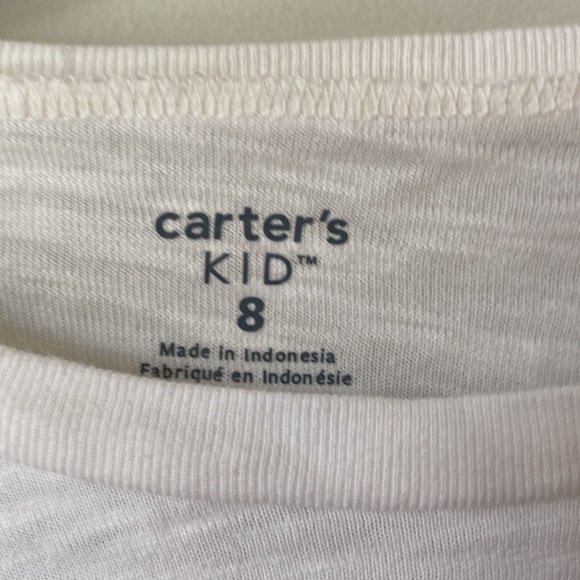 carter's
KID™
8
Made in Indonesia
Fabriqué en Indonésie